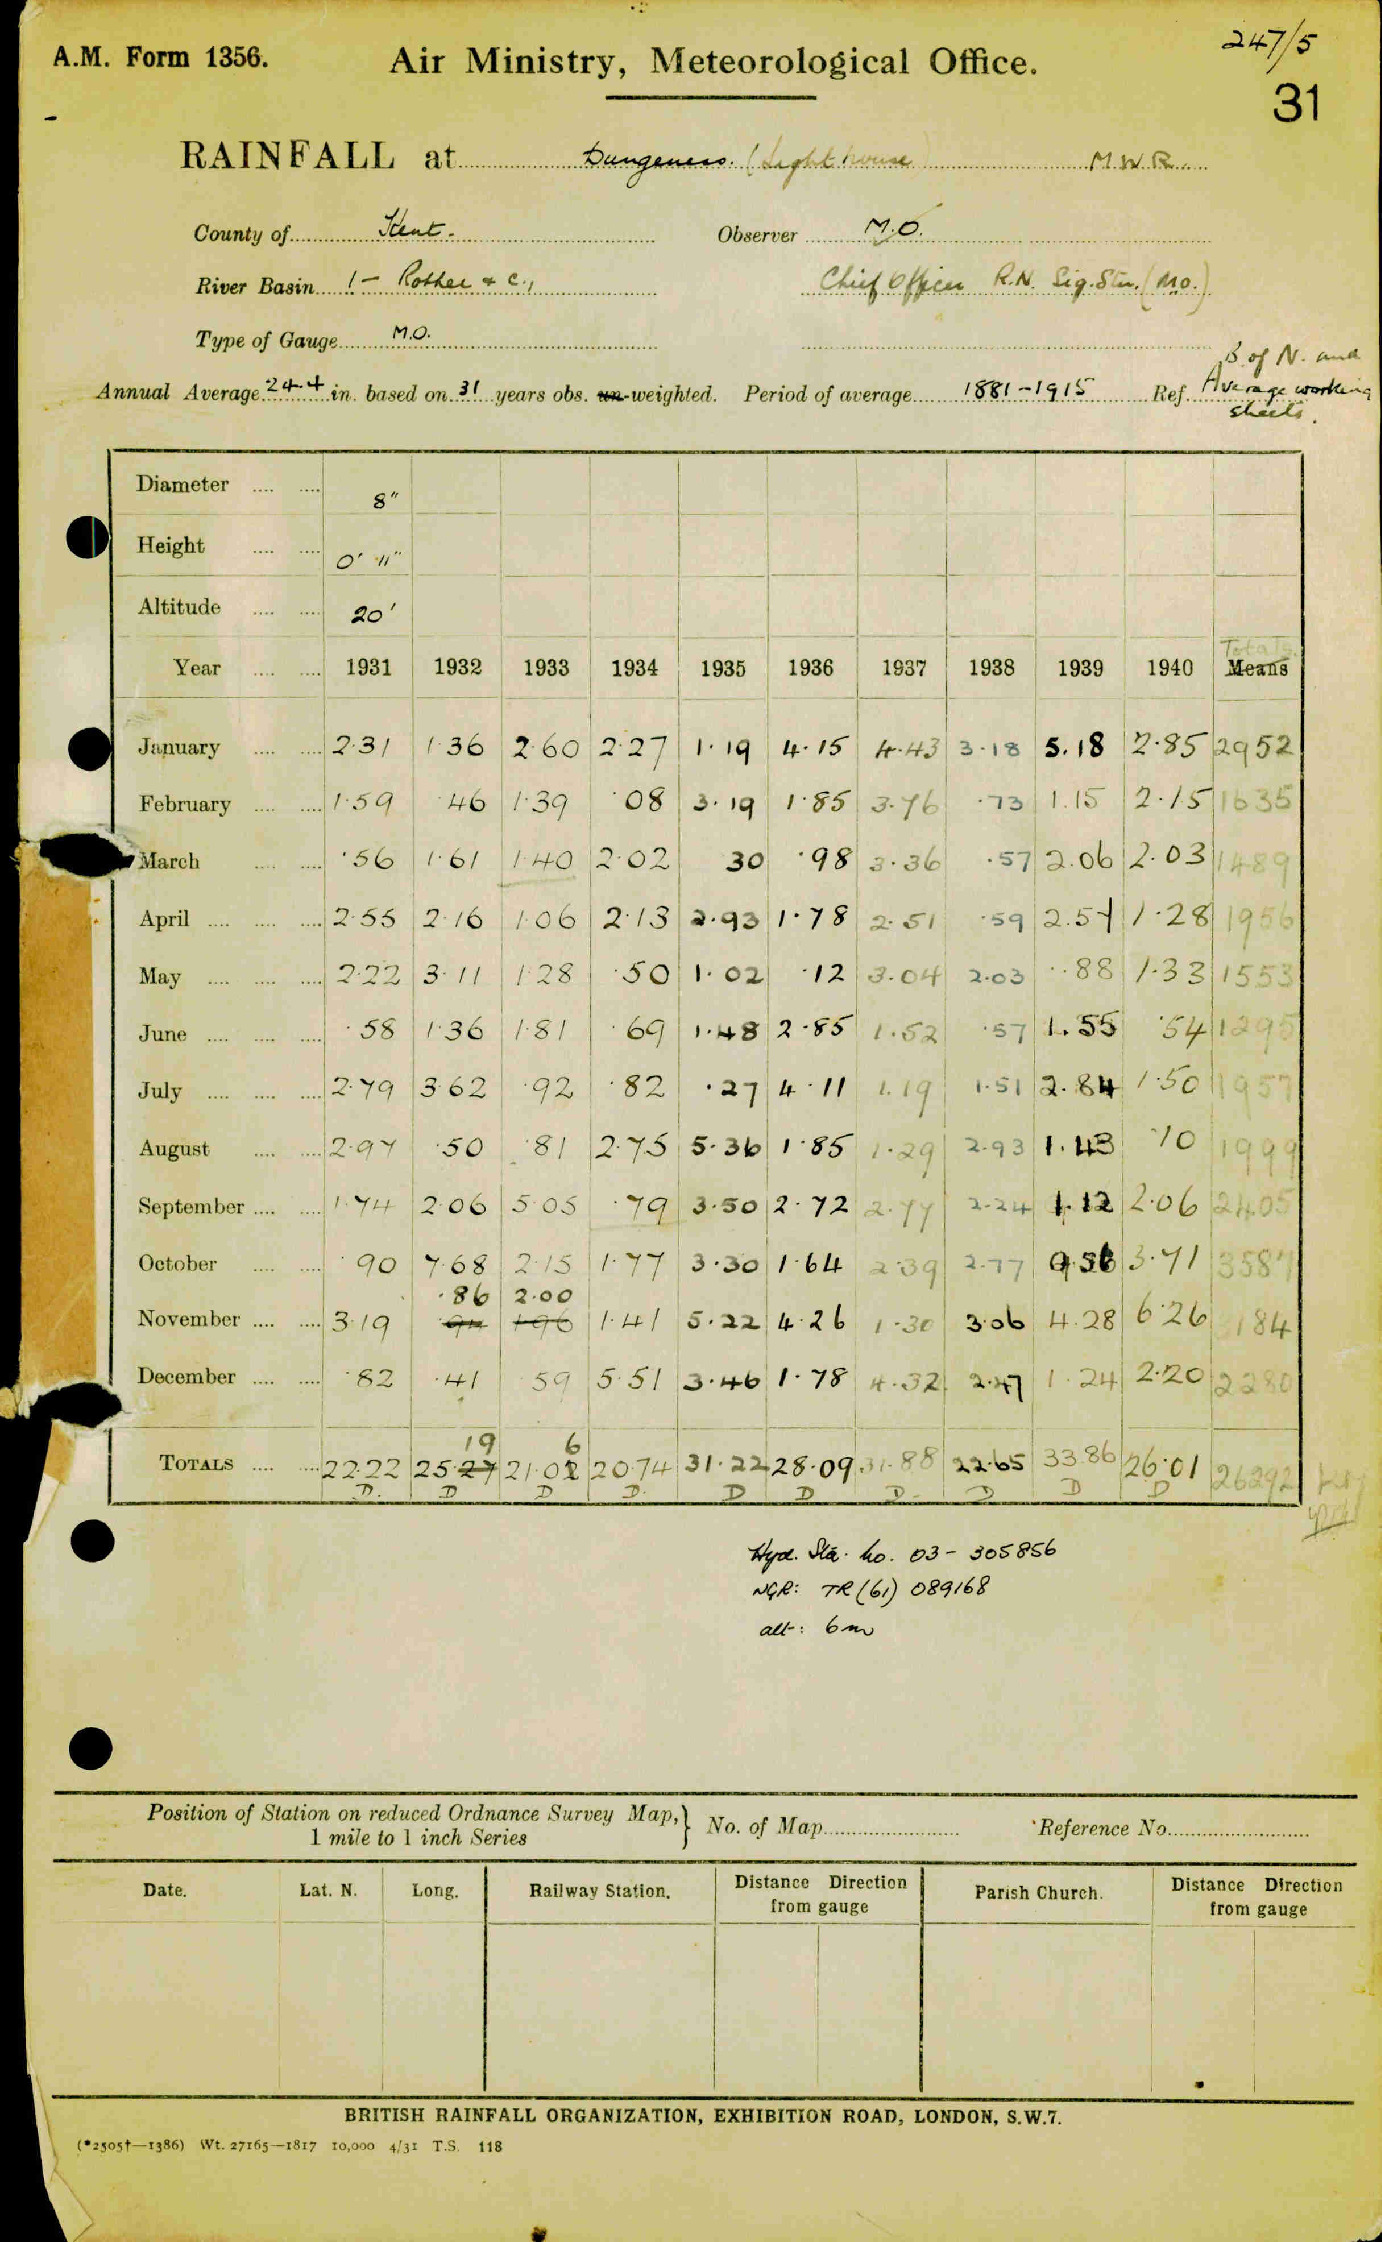 A.M. Form 1356.
Air Ministry, Meteorological Office.
247/5
31
RAINFALL at Dungeness. (Lighthouse) M.W.R.
County of Kent. Observer M.O.
River Basin 1 - Rother & C., Chief Officer R.N. Sig. Stn. (M.O.)
Type of Gauge M.O.
B. of N. and
Annual Average 24.4 in. based on 31 years obs. un-weighted. Period of average 1881-1915 Ref. Average working
sheets.
Diameter 8"
Height 0' 11"
Altitude 20'
Totals.
Year 1931 1932 1933 1934 1935 1936 1937 1938 1939 1940 Means
January 2.31 1.36 2.60 2.27 1.19 4.15 4.43 3.18 5.18 2.85 2952
February 1.59 .46 1.39 .08 3.19 1.85 3.76 .73 1.15 2.15 1635
March .56 1.61 1.40 2.02 30 .98 3.36 .57 2.06 2.03 1489
April 2.55 2.16 1.06 2.13 2.93 1.78 2.51 .59 2.57 1.28 1956
May 2.22 3.11 1.28 .50 1.02 .12 3.04 2.03 .88 1.33 1553
June .58 1.36 1.81 .69 1.48 2.85 1.52 .57 1.55 .54 1295
July 2.79 3.62 .92 .82 .27 4.11 1.19 1.51 2.84 1.50 1957
August 2.97 .50 .81 2.75 5.36 1.85 1.29 2.93 1.43 .10 1999
September 1.74 2.06 5.05 .79 3.50 2.72 2.77 2.24 1.12 2.06 2405
October .90 7.68 2.15 1.77 3.30 1.64 2.39 2.77 9.56 3.71 3587
.86 2.00
November 3.19 .94 1.96 1.41 5.22 4.26 1.30 3.06 4.28 6.26 3184
December .82 .41 .59 5.51 3.46 1.78 4.32 2.47 1.24 2.20 2280
19 6
TOTALS 22.22 25.27 21.02 20.74 31.22 28.09 31.88 22.65 33.86 26.01 26292
D. D D D. D D D. D D D
Hyd. Sta. no. 03 - 305856
NGR: TR (61) 089168
alt: 6m
Position of Station on reduced Ordnance Survey Map,} No. of Map Reference No.
1 mile to 1 inch Series
Date. Lat. N. Long. Railway Station. Distance Direction from gauge Parish Church. Distance Direction from gauge
BRITISH RAINFALL ORGANIZATION, EXHIBITION ROAD, LONDON, S.W.7.
(*2505†—1386) Wt. 27165—1817 10,000 4/31 T.S. 118